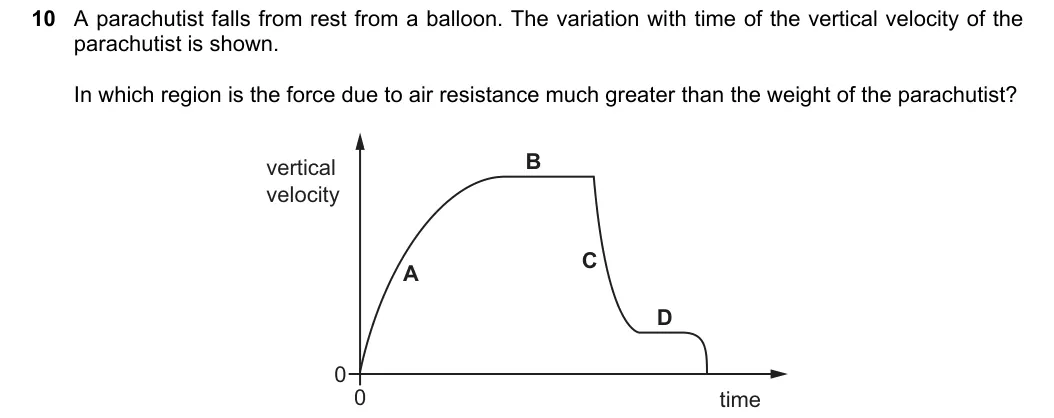 10 A parachutist falls from rest from a balloon. The variation with time of the vertical velocity of the
parachutist is shown.
In which region is the force due to air resistance much greater than the weight of the parachutist?
vertical
velocity
B
A
C
D
0
0
time